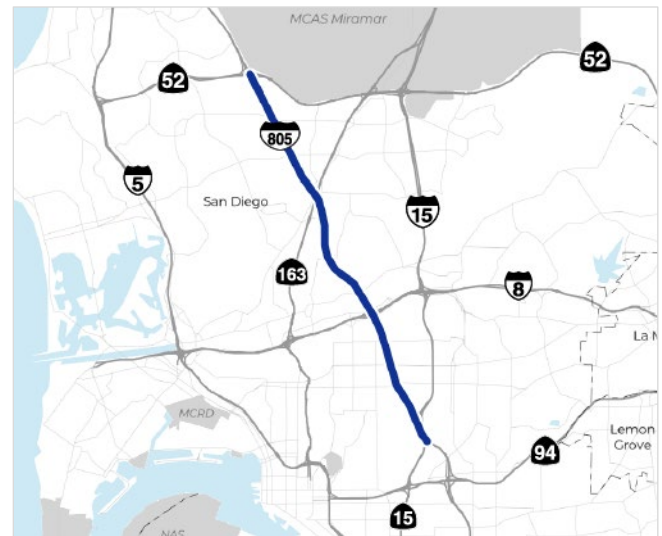 MCAS Miramar
52
52
805
5
San Diego
15
163
8
La M
MCRD
Lemon
Grove
94
15
NAS